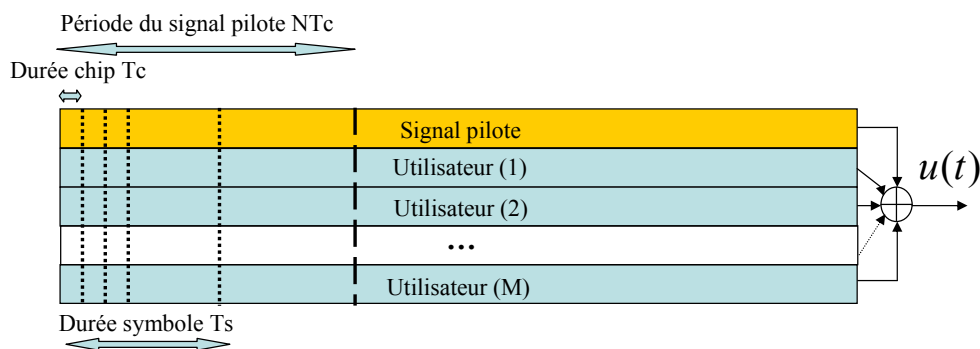 Période du signal pilote NTc
Durée chip Tc
Signal pilote
Utilisateur (1)
u(t)
Utilisateur (2)
...
Utilisateur (M)
Durée symbole Ts